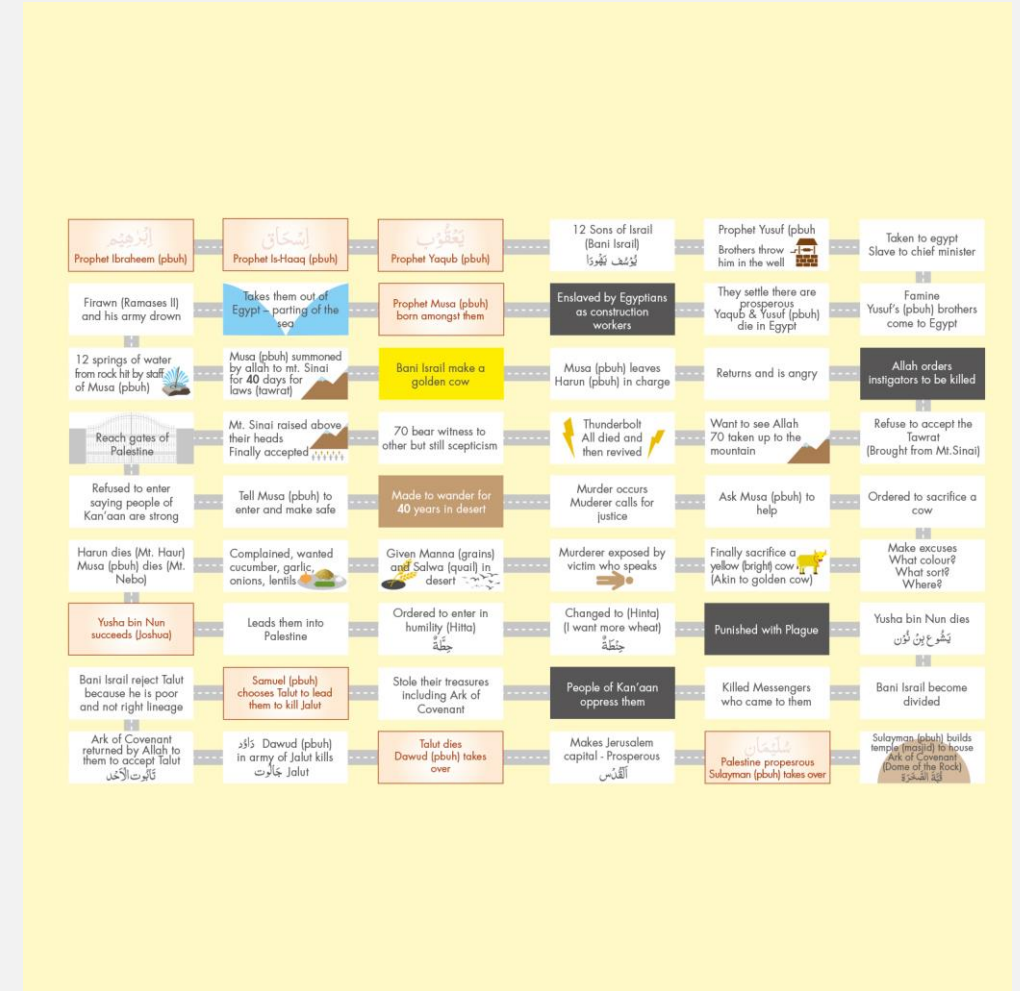 اِبْرٰهِيْم
Prophet Ibraheem (pbuh)
اِسْحَاق
Prophet Is-Haaq (pbuh)
يَعْقُوْب
Prophet Yaqub (pbuh)
12 Sons of Israil
(Bani Israil)
يُوْسُف يَهُوْدَا
Prophet Yusuf (pbuh
Brothers throw
him in the well
Taken to egypt
Slave to chief minister
Firawn (Ramases II)
and his army drown
Takes them out of
Egypt – parting of the
sea
Prophet Musa (pbuh)
born amongst them
Enslaved by Egyptians
as construction
workers
They settle there are
prosperous
Yaqub & Yusuf (pbuh)
die in Egypt
Famine
Yusuf's (pbuh) brothers
come to Egypt
12 springs of water
from rock hit by staff
of Musa (pbuh)
Musa (pbuh) summoned
by allah to mt. Sinai
for 40 days for
laws (tawrat)
Bani Israil make a
golden cow
Musa (pbuh) leaves
Harun (pbuh) in charge
Returns and is angry
Allah orders
instigators to be killed
Reach gates of
Palestine
Mt. Sinai raised above
their heads
Finally accepted
70 bear witness to
other but still scepticism
Thunderbolt
All died and
then revived
Want to see Allah
70 taken up to the
mountain
Refuse to accept the
Tawrat
(Brought from Mt.Sinai)
Refused to enter
saying people of
Kan'aan are strong
Tell Musa (pbuh) to
enter and make safe
Made to wander for
40 years in desert
Murder occurs
Muderer calls for
justice
Ask Musa (pbuh) to
help
Ordered to sacrifice a
cow
Harun dies (Mt. Haur)
Musa (pbuh) dies (Mt.
Nebo)
Complained, wanted
cucumber, garlic,
onions, lentils
Given Manna (grains)
and Salwa (quail) in
desert
Murderer exposed by
victim who speaks
Finally sacrifice a
yellow (bright) cow
(Akin to golden cow)
Make excuses
What colour?
What sort?
Where?
Yusha bin Nun
succeeds (Joshua)
Leads them into
Palestine
Ordered to enter in
humility (Hitta)
حِطَّةٌ
Changed to (Hinta)
(I want more wheat)
حِنْطَةٌ
Punished with Plague
Yusha bin Nun dies
يَشُوع بِنْ نُوْن
Bani Israil reject Talut
because he is poor
and not right lineage
Samuel (pbuh)
chooses Talut to lead
them to kill Jalut
Stole their treasures
including Ark of
Covenant
People of Kan'aan
oppress them
Killed Messengers
who came to them
Bani Israil become
divided
Ark of Covenant
returned by Allah to
them to accept Talut
تَابُوت
دَاوٗد Dawud (pbuh)
in army of Jalut kills
جَالُوت Jalut
Talut dies
Dawud (pbuh) takes
over
Makes Jerusalem
capital - Prosperous
اَلْقُدْس
سُلَيْمَان
Palestine propesrous
Sulayman (pbuh) takes over
Sulayman (pbuh) builds
temple (masjid) to house
Ark of Covenant
(Dome of the Rock)
قُبَّةُ الصَّخْرَة